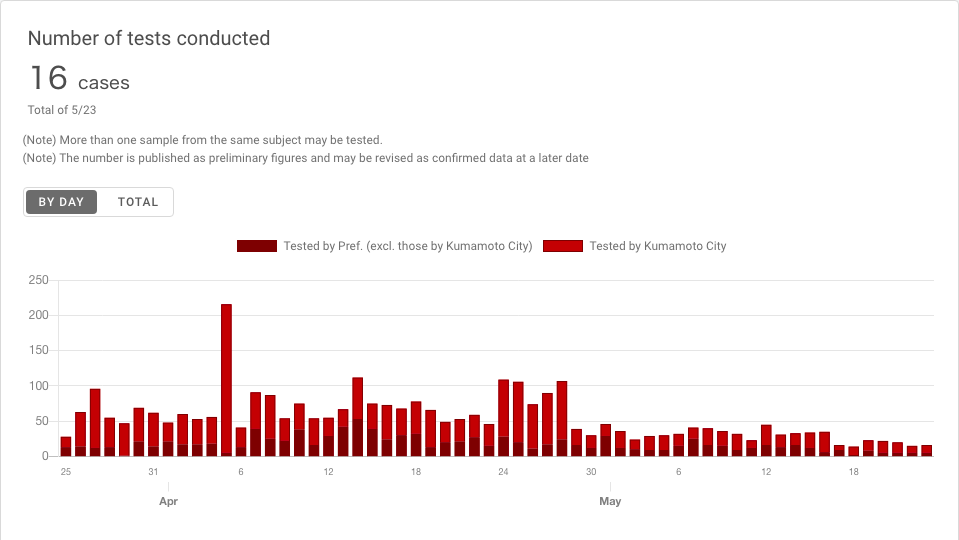 Number of tests conducted
16 cases
Total of 5/23
(Note) More than one sample from the same subject may be tested.
(Note) The number is published as preliminary figures and may be revised as confirmed data at a later date
BY DAY TOTAL
Tested by Pref. (excl. those by Kumamoto City) Tested by Kumamoto City
250
200
150
100
50
0
25 31 6 12 18 24 30 6 12 18
Apr May